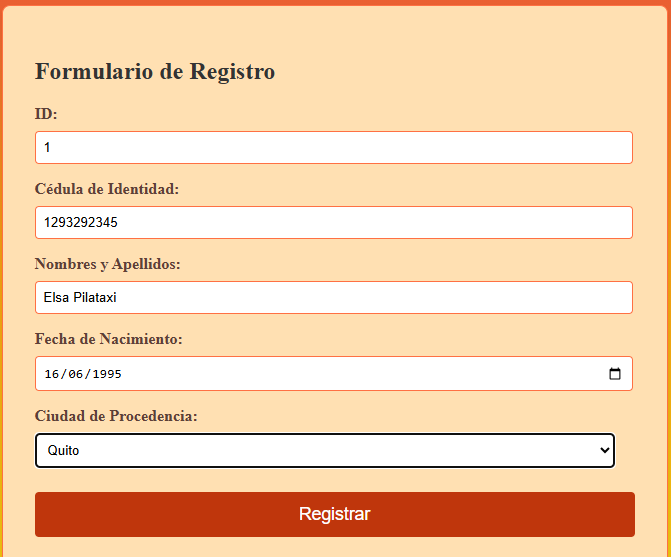 Formulario de Registro
ID:
1
Cédula de Identidad:
1293292345
Nombres y Apellidos:
Elsa Pilataxi
Fecha de Nacimiento:
16/06/1995
Ciudad de Procedencia:
Quito
Registrar